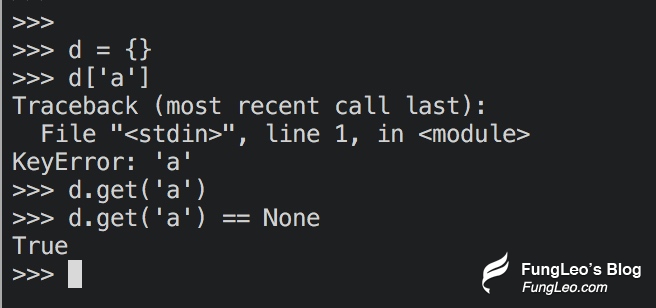 >>>
>>> d = {}
>>> d['a']
Traceback (most recent call last):
  File "<stdin>", line 1, in <module>
KeyError: 'a'
>>> d.get('a')
>>> d.get('a') == None
True
>>>
FungLeo's Blog
FungLeo.com